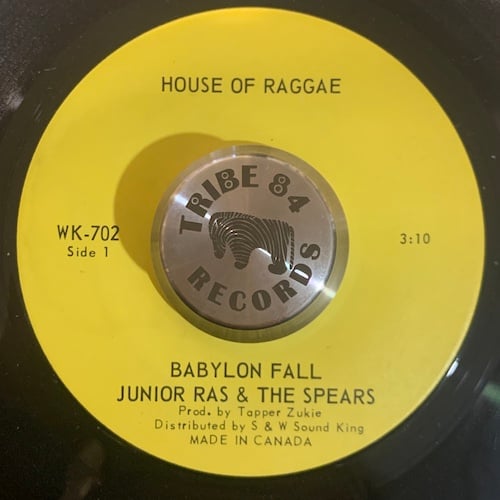 HOUSE OF RAGGAE
TRIBE 84
RECORDS
WK-702
Side 1
3:10
BABYLON FALL
JUNIOR RAS & THE SPEARS
Prod. by Tapper Zukie
Distributed by S & W Sound King
MADE IN CANADA